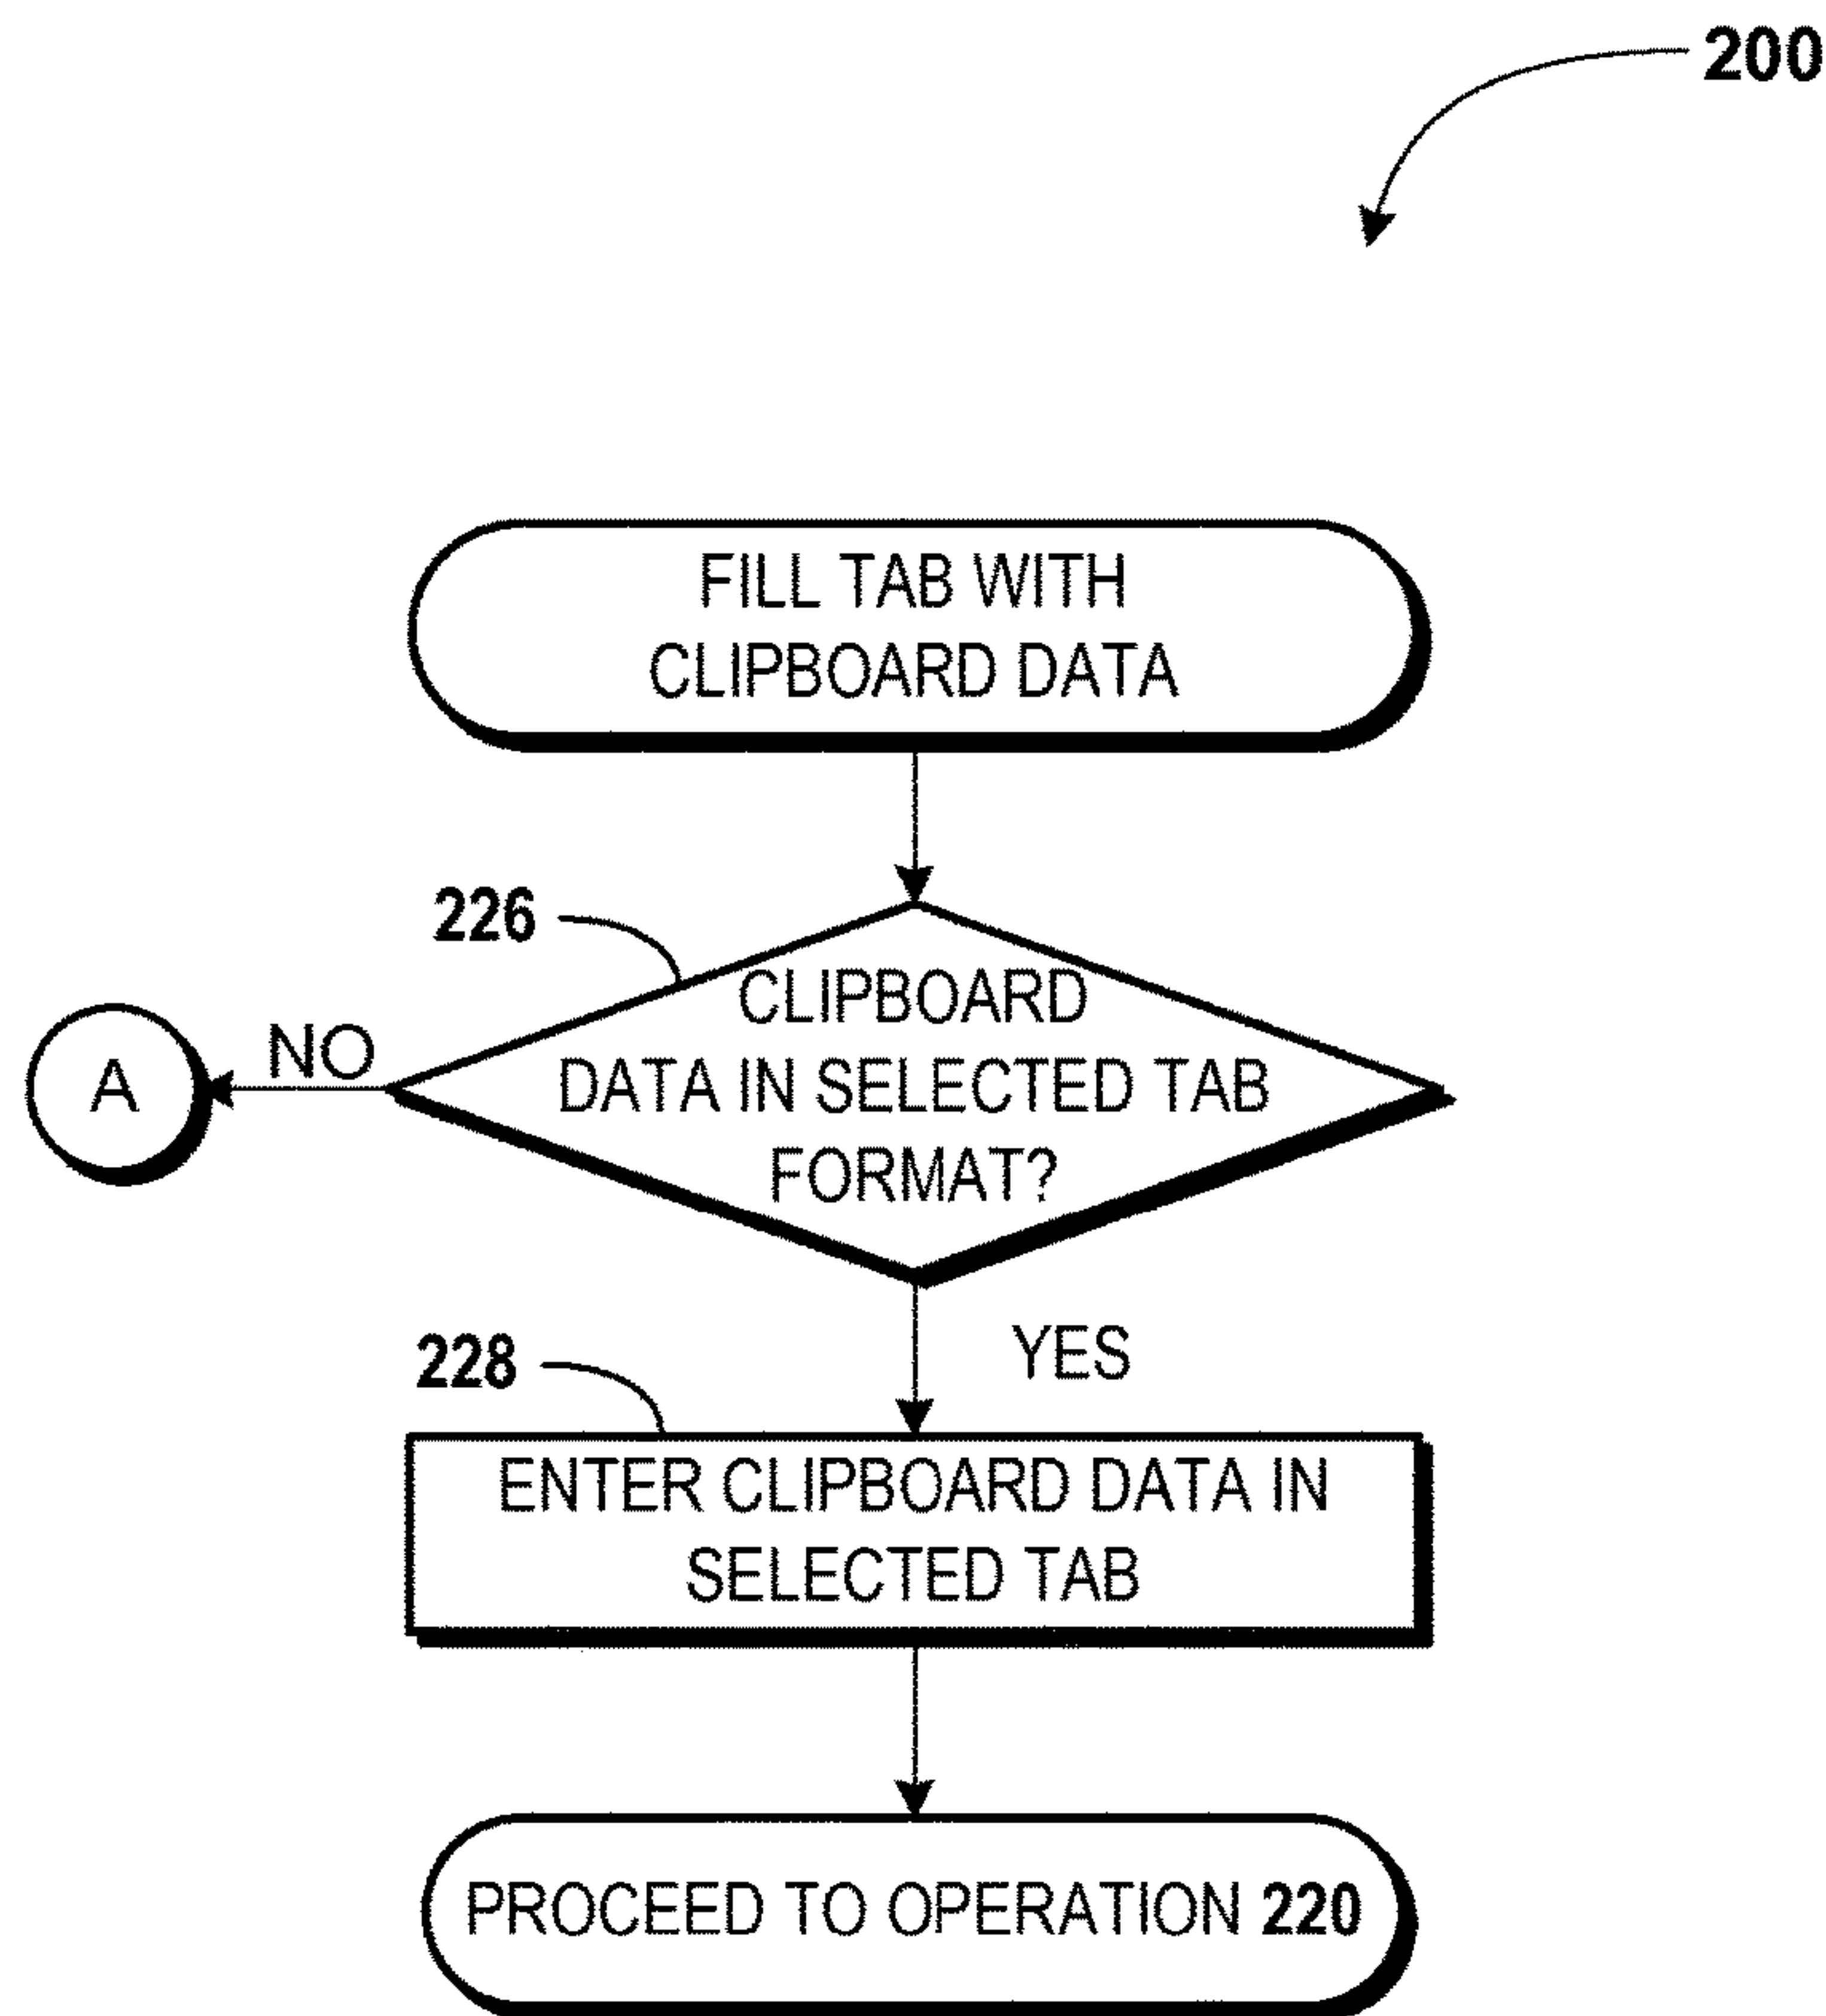 200
FILL TAB WITH
CLIPBOARD DATA
226
CLIPBOARD
DATA IN SELECTED TAB
FORMAT?
NO
A
YES
228
ENTER CLIPBOARD DATA IN
SELECTED TAB
PROCEED TO OPERATION 220